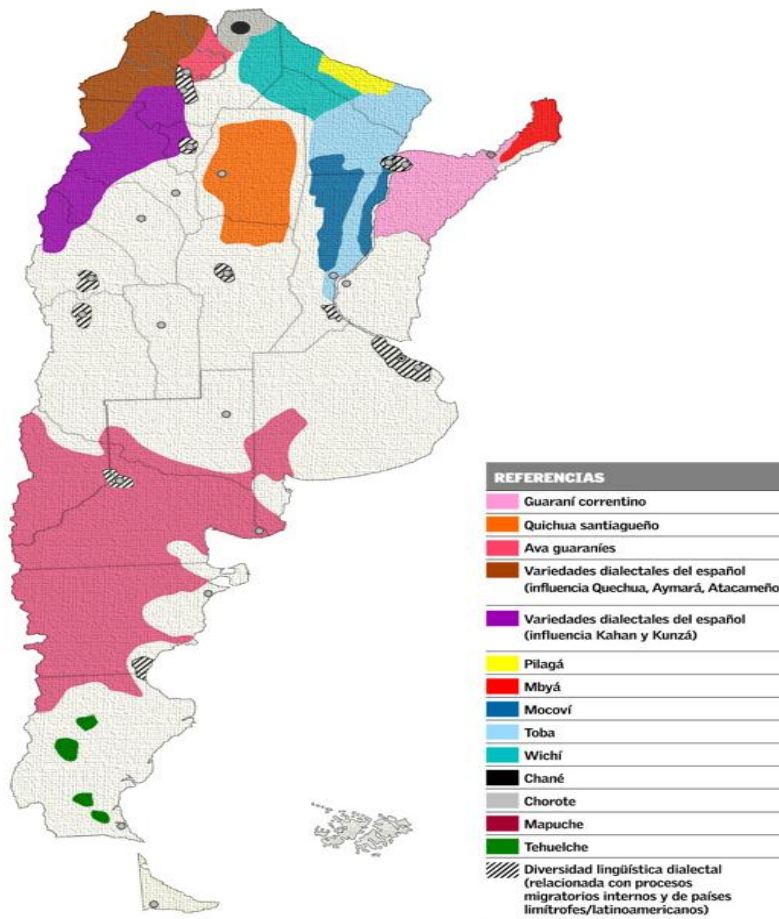 REFERENCIAS
Guaraní correntino
Quichua santiagueño
Ava guaraníes
Variedades dialectales del español
(influencia Quechua, Aymará, Atacameño
Variedades dialectales del español
(influencia Kahan y Kunzá)
Pilagá
Mbyá
Mocoví
Toba
Wichí
Chané
Chorote
Mapuche
Tehuelche
Diversidad lingüística dialectal
(relacionada con procesos
migratorios internos y de países
limítrofes/latinoamericanos)